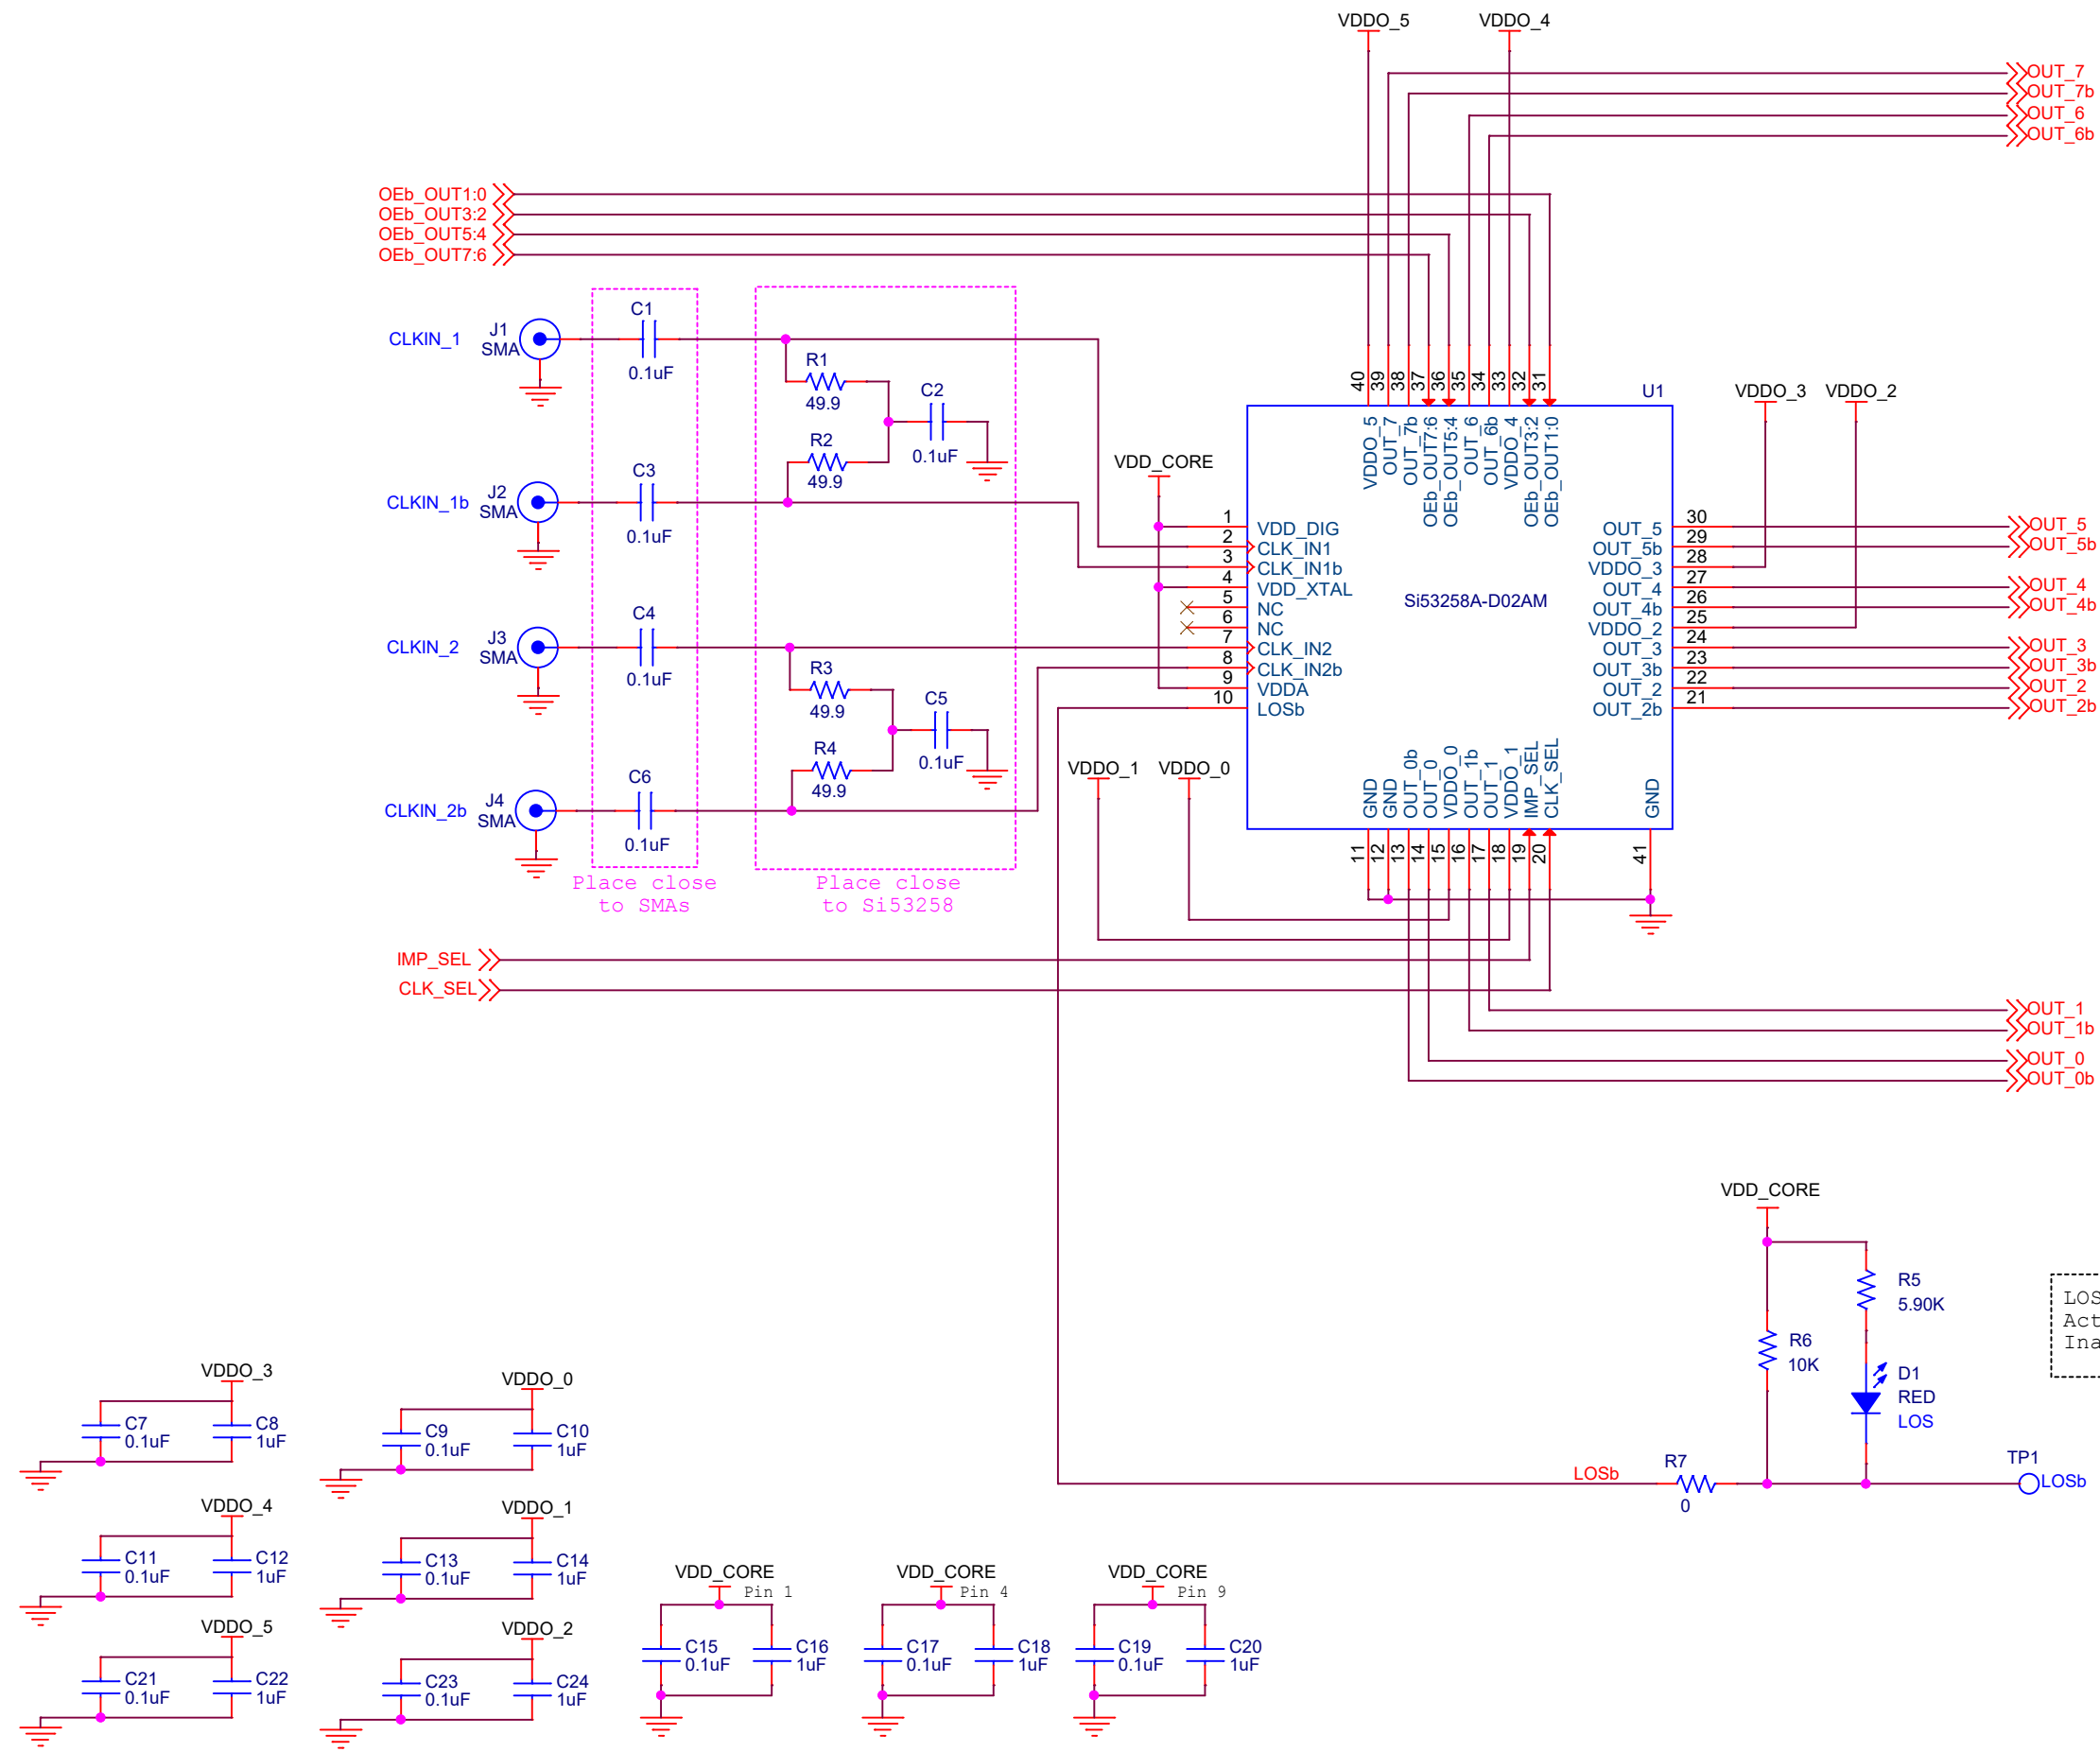 VDDO_5
VDDO_4
OUT_7
OUT_7b
OUT_6
OUT_6b
OEb_OUT1:0
OEb_OUT3:2
OEb_OUT5:4
OEb_OUT7:6
CLKIN_1
J1
SMA
C1
0.1uF
R1
49.9
C2
0.1uF
R2
49.9
CLKIN_1b
J2
SMA
C3
0.1uF
CLKIN_2
J3
SMA
C4
0.1uF
R3
49.9
C5
0.1uF
R4
49.9
CLKIN_2b
J4
SMA
C6
0.1uF
Place close
to SMAs
Place close
to Si53258
VDD_CORE
VDDO_1
VDDO_0
U1
Si53258A-D02AM
40
39
38
37
36
35
34
33
32
31
VDDO_5
OUT_7
OUT_7b
OEb_OUT7:6
OEb_OUT5:4
OUT_6
OUT_6b
VDDO_4
OEb_OUT3:2
OEb_OUT1:0
1 VDD_DIG
2 CLK_IN1
3 CLK_IN1b
4 VDD_XTAL
5 NC
6 NC
7 CLK_IN2
8 CLK_IN2b
9 VDDA
10 LOSb
GND
GND
OUT_0b
OUT_0
VDDO_0
OUT_1b
OUT_1
VDDO_1
IMP_SEL
CLK_SEL
GND
11
12
13
14
15
16
17
18
19
20
41
VDDO_3
VDDO_2
OUT_5 30
OUT_5b 29
VDDO_3 28
OUT_4 27
OUT_4b 26
VDDO_2 25
OUT_3 24
OUT_3b 23
OUT_2 22
OUT_2b 21
OUT_5
OUT_5b
OUT_4
OUT_4b
OUT_3
OUT_3b
OUT_2
OUT_2b
IMP_SEL
CLK_SEL
OUT_1
OUT_1b
OUT_0
OUT_0b
VDD_CORE
R5
5.90K
R6
10K
D1
RED
LOS
LOSb
R7
0
TP1
LOSb
LOS
Act
Ina
VDDO_3
C7
0.1uF
C8
1uF
VDDO_0
C9
0.1uF
C10
1uF
VDDO_4
C11
0.1uF
C12
1uF
VDDO_1
C13
0.1uF
C14
1uF
VDDO_5
C21
0.1uF
C22
1uF
VDDO_2
C23
0.1uF
C24
1uF
VDD_CORE
Pin 1
C15
0.1uF
C16
1uF
VDD_CORE
Pin 4
C17
0.1uF
C18
1uF
VDD_CORE
Pin 9
C19
0.1uF
C20
1uF